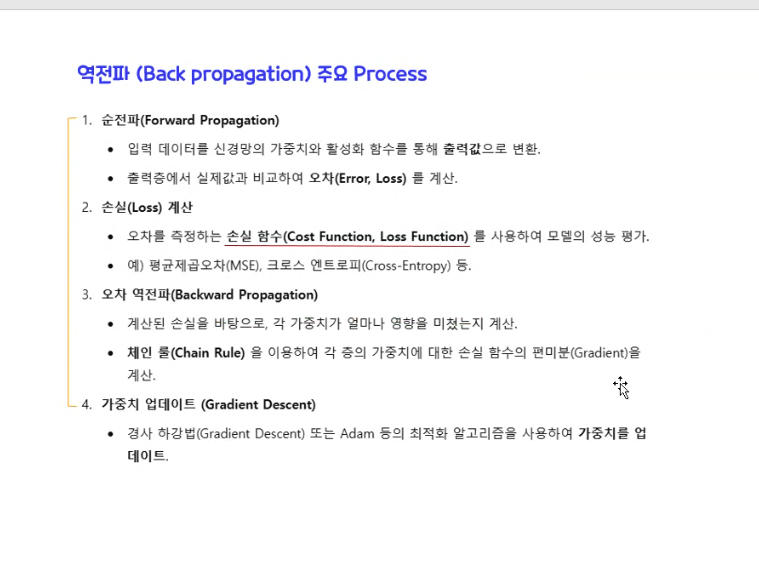 역전파 (Back propagation) 주요 Process
1. 순전파(Forward Propagation)
• 입력 데이터를 신경망의 가중치와 활성화 함수를 통해 출력값으로 변환.
• 출력층에서 실제값과 비교하여 오차(Error, Loss) 를 계산.
2. 손실(Loss) 계산
• 오차를 측정하는 손실 함수(Cost Function, Loss Function) 를 사용하여 모델의 성능 평가.
• 예) 평균제곱오차(MSE), 크로스 엔트로피(Cross-Entropy) 등.
3. 오차 역전파(Backward Propagation)
• 계산된 손실을 바탕으로, 각 가중치가 얼마나 영향을 미쳤는지 계산.
• 체인 룰(Chain Rule) 을 이용하여 각 층의 가중치에 대한 손실 함수의 편미분(Gradient)을
계산.
4. 가중치 업데이트 (Gradient Descent)
• 경사 하강법(Gradient Descent) 또는 Adam 등의 최적화 알고리즘을 사용하여 가중치를 업
데이트.